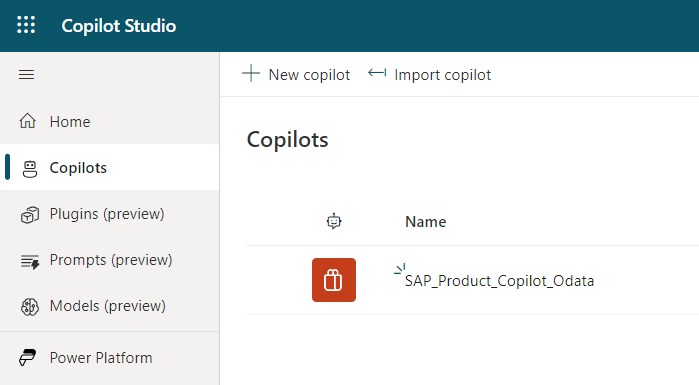 Copilot Studio
New copilot
Import copilot
Home
Copilots
Plugins (preview)
Prompts (preview)
Models (preview)
Power Platform
Copilots
Name
SAP_Product_Copilot_Odata